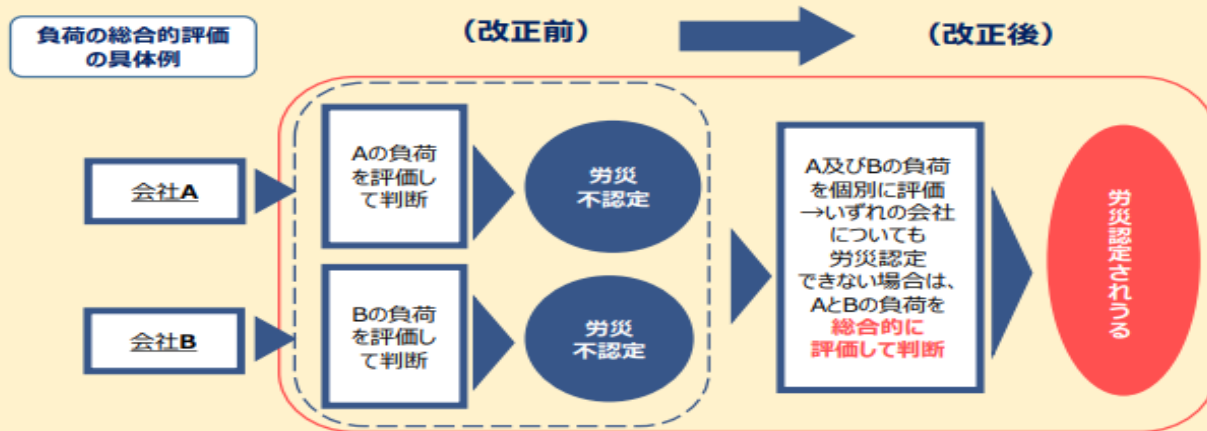 負荷の総合的評価
の具体例
（改正前）
（改正後）
会社A
Aの負荷
を評価し
て判断
労災
不認定
会社B
Bの負荷
を評価し
て判断
労災
不認定
A及びBの負荷
を個別に評価
→いずれの会社
についても
労災認定
できない場合は、
AとBの負荷を
総合的に
評価して判断
労災認定されうる